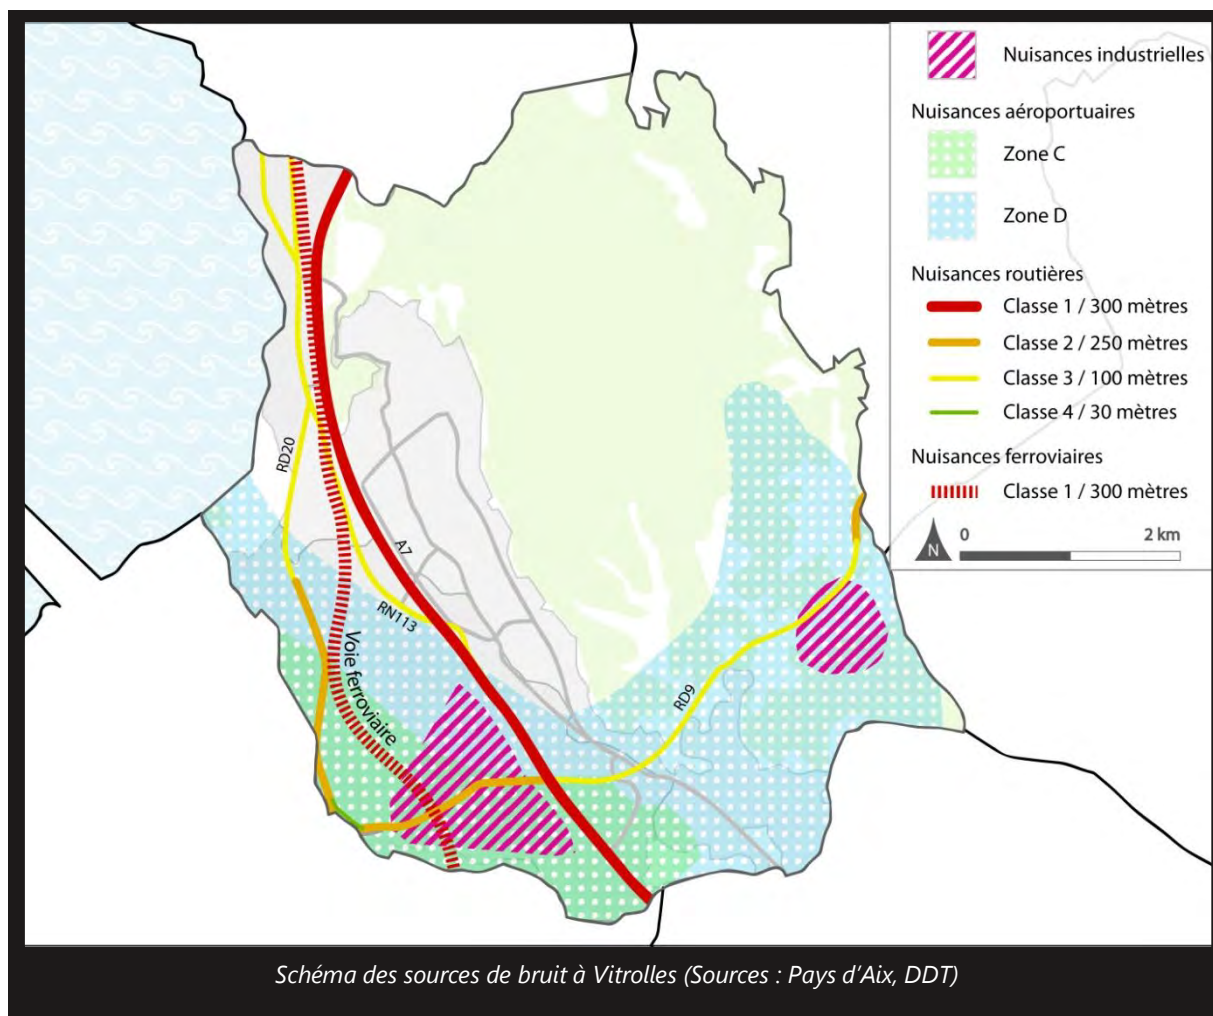 Nuisances industrielles
Nuisances aéroportuaires
Zone C
Zone D
Nuisances routières
Classe 1 / 300 mètres
Classe 2 / 250 mètres
Classe 3 / 100 mètres
Classe 4 / 30 mètres
Nuisances ferroviaires
Classe 1 / 300 mètres
N
0 2 km
RD20
A7
RN113
Voie ferroviaire
RD9
Schéma des sources de bruit à Vitrolles (Sources : Pays d'Aix, DDT)